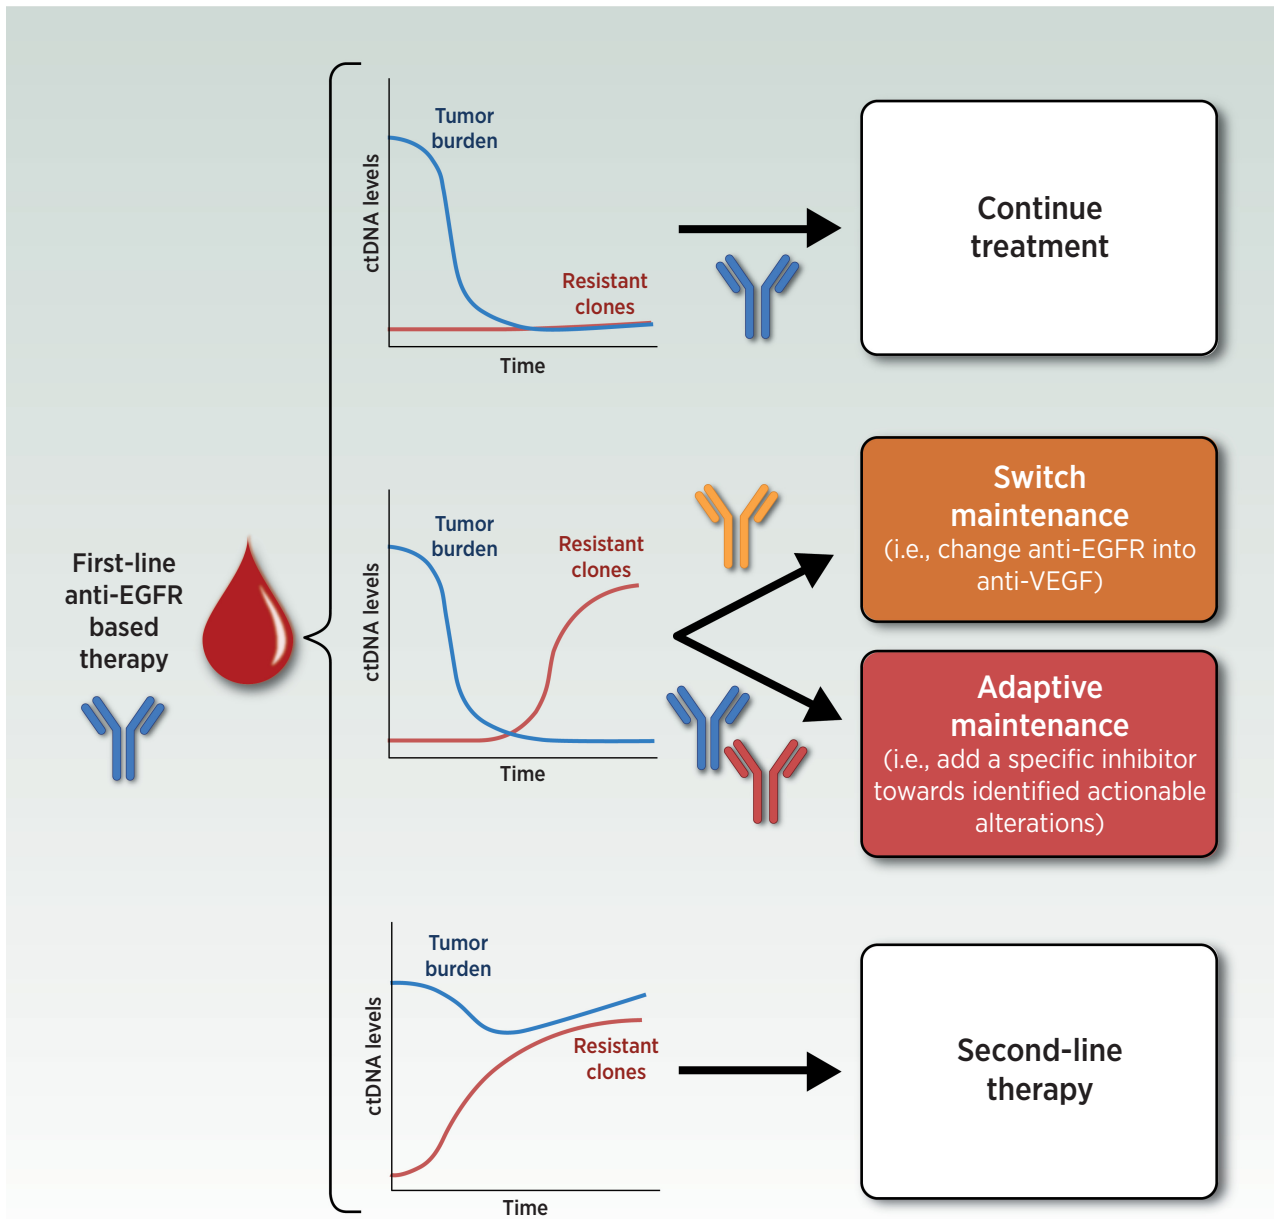 First-line
anti-EGFR
based
therapy
ctDNA levels
Tumor
burden
Resistant
clones
Time
Continue
treatment
ctDNA levels
Tumor
burden
Resistant
clones
Time
Switch
maintenance
(i.e., change anti-EGFR into
anti-VEGF)
Adaptive
maintenance
(i.e., add a specific inhibitor
towards identified actionable
alterations)
ctDNA levels
Tumor
burden
Resistant
clones
Time
Second-line
therapy